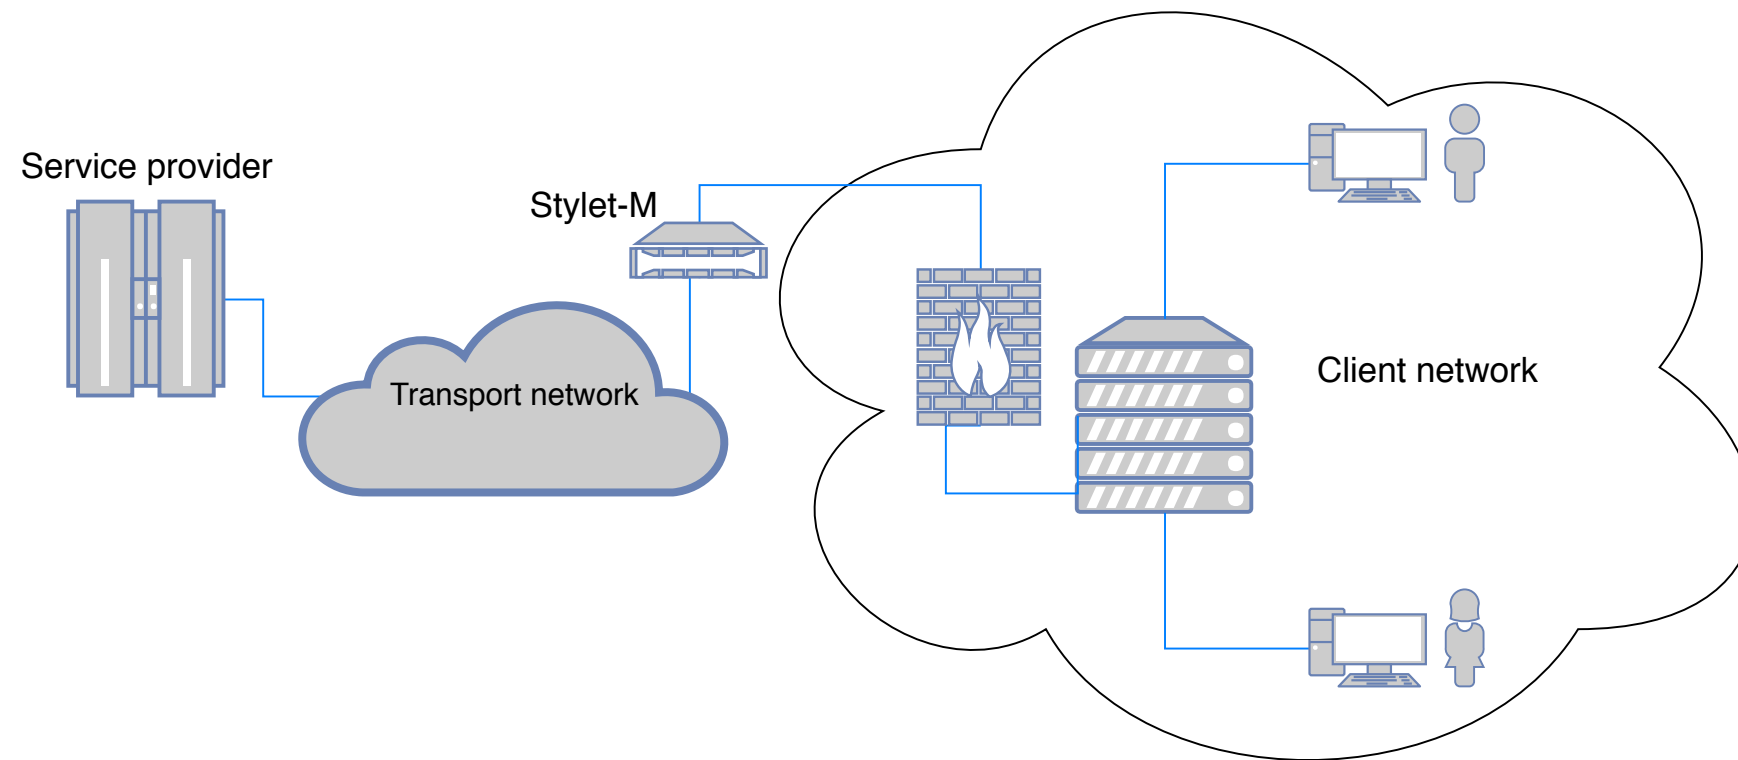 Service provider
Stylet-M
Transport network
Client network